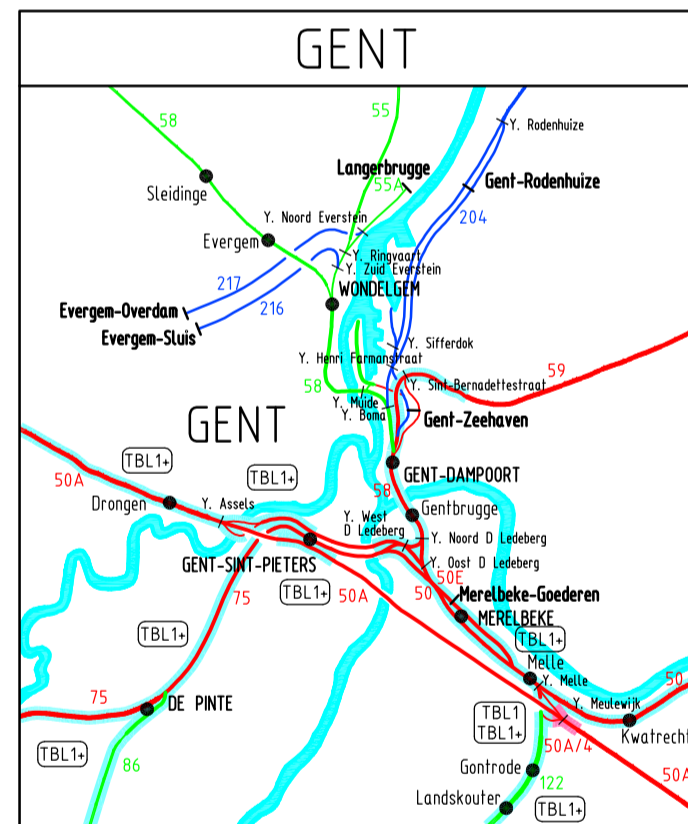 GENT
58
55
Y. Rodenhuize
Langerbrugge
55A
Gent-Rodenhuize
Sleidinge
204
Y. Noord Everstein
Evergem
Y. Ringvaart
Y. Zuid Everstein
217
WONDELGEM
216
Evergem-Overdam
Evergem-Sluis
Y. Sifferdok
Y. Henri Farmanstraat
59
58
Y. Sint-Bernadettestraat
Y. Muide
Y. Boma
Gent-Zeehaven
GENT
TBL1+
50A
TBL1+
GENT-DAMPOORT
58
Drongen
Y. Assels
Gentbrugge
Y. West
D Ledeberg
Y. Noord D Ledeberg
GENT-SINT-PIETERS
Y. Oost D Ledeberg
50E
75
TBL1+
50A
50
Merelbeke-Goederen
MERELBEKE
TBL1+
TBL1+
Melle
Y. Melle
50
75
DE PINTE
Y. Meulewijk
TBL1
TBL1+
Kwatrecht
TBL1+
50A/4
86
Gontrode
50A
122
Landskouter
TBL1+